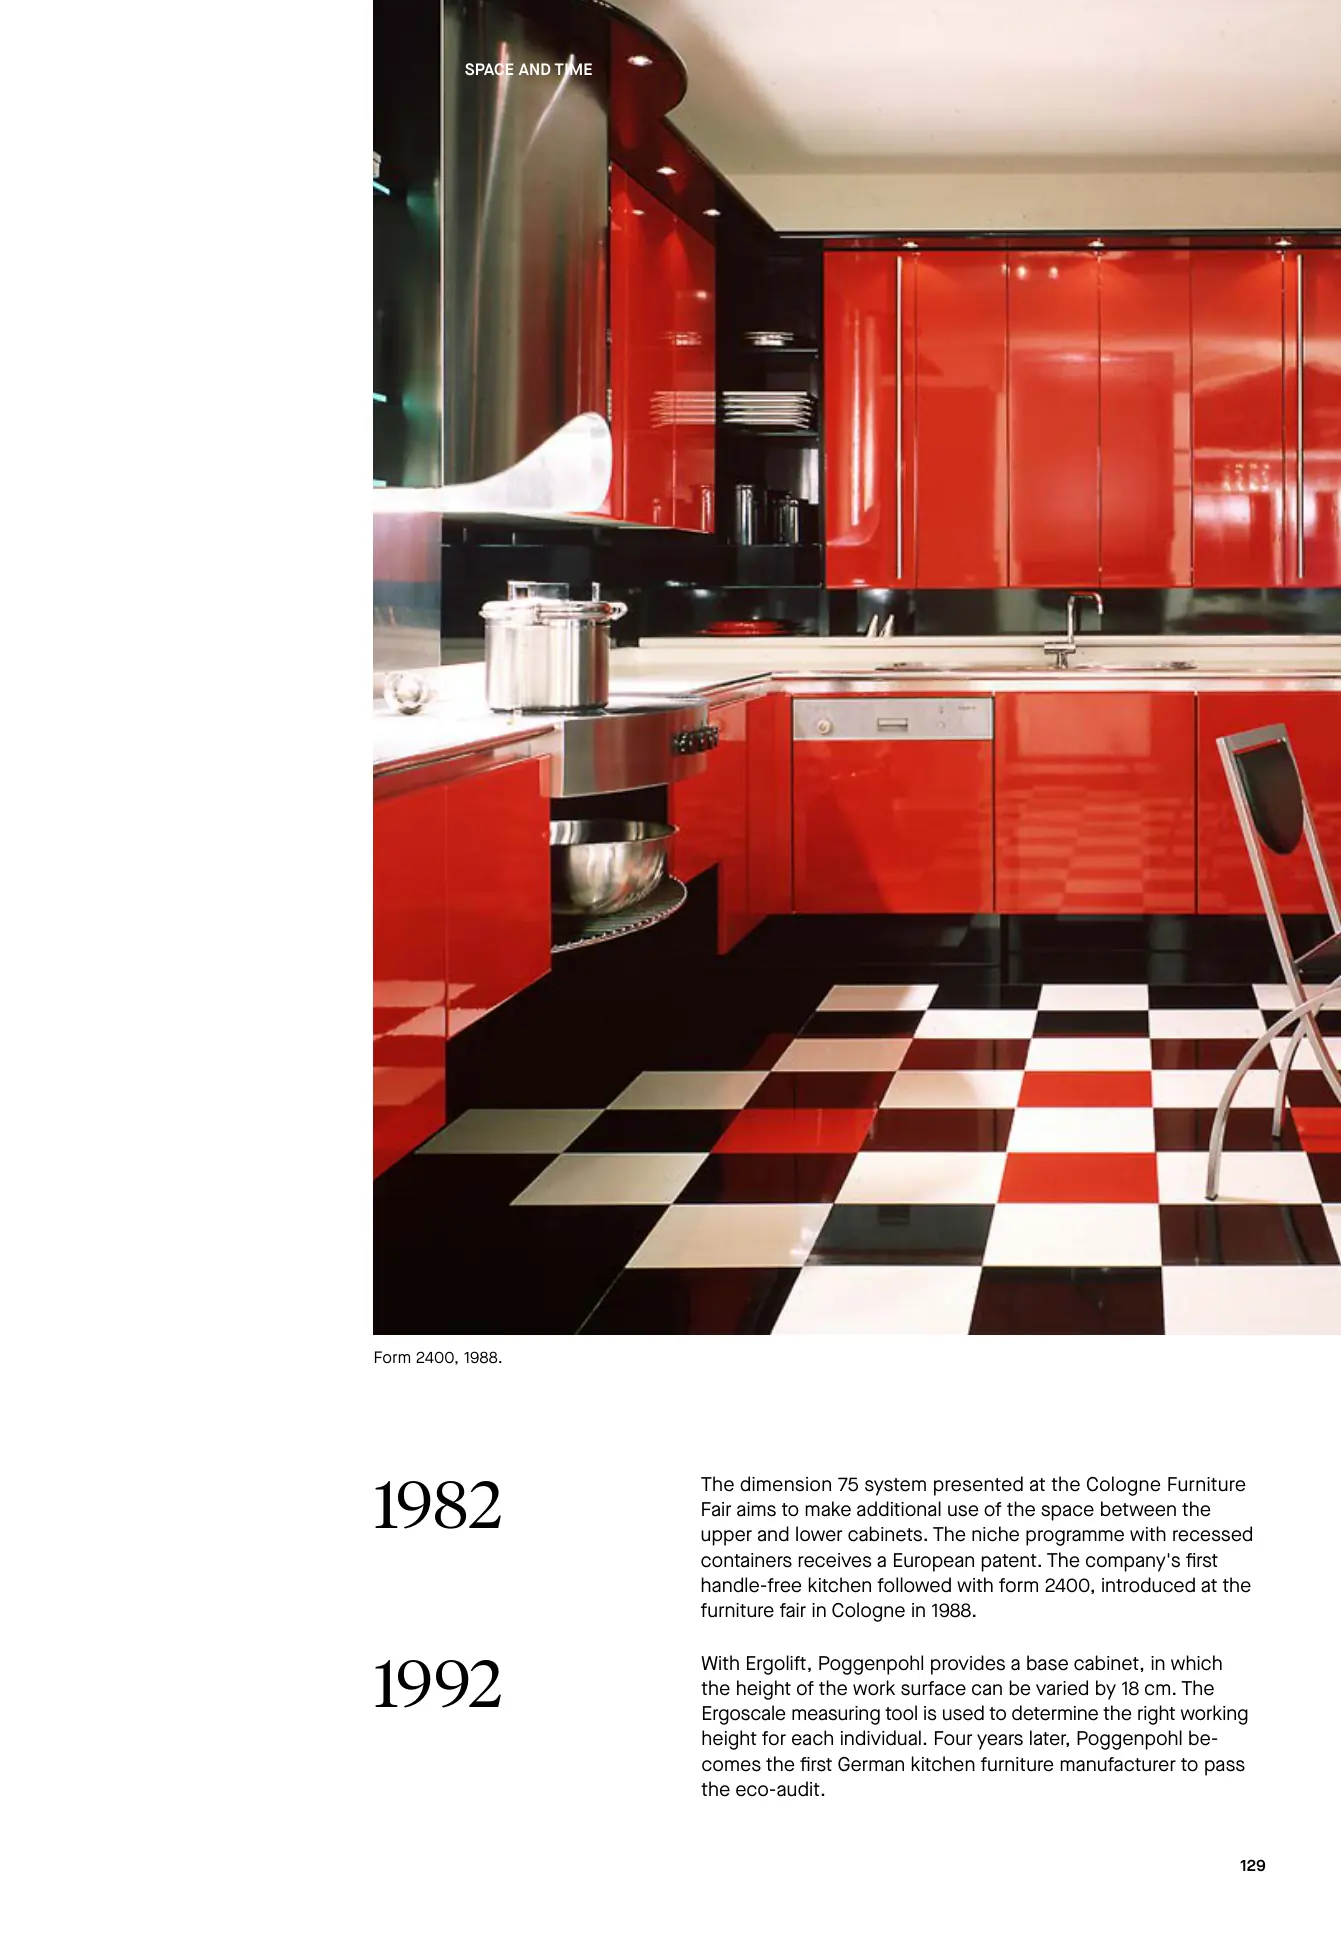 SPACE AND TIME
Form 2400, 1988.
1982
The dimension 75 system presented at the Cologne Furniture
Fair aims to make additional use of the space between the
upper and lower cabinets. The niche programme with recessed
containers receives a European patent. The company's first
handle-free kitchen followed with form 2400, introduced at the
furniture fair in Cologne in 1988.
1992
With Ergolift, Poggenpohl provides a base cabinet, in which
the height of the work surface can be varied by 18 cm. The
Ergoscale measuring tool is used to determine the right working
height for each individual. Four years later, Poggenpohl be-
comes the first German kitchen furniture manufacturer to pass
the eco-audit.
129